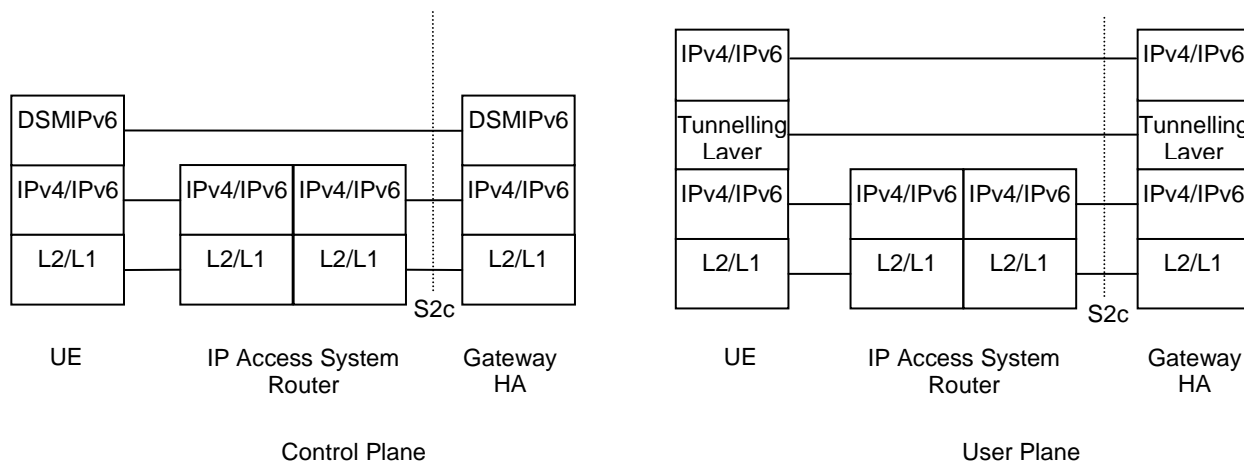 DSMIPv6
DSMIPv6
IPv4/IPv6
IPv4/IPv6
IPv4/IPv6
IPv4/IPv6
L2/L1
L2/L1
L2/L1
L2/L1
S2c
UE
IP Access System
Router
Gateway
HA
Control Plane
IPv4/IPv6
IPv4/IPv6
Tunnelling
Layer
Tunnelling
Layer
IPv4/IPv6
IPv4/IPv6
IPv4/IPv6
IPv4/IPv6
L2/L1
L2/L1
L2/L1
L2/L1
S2c
UE
IP Access System
Router
Gateway
HA
User Plane